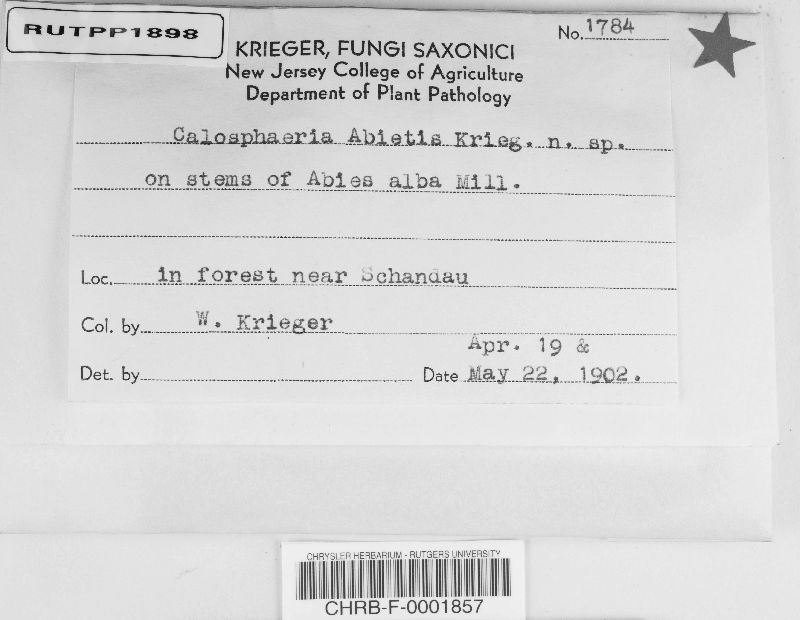 RUTPP1898
No. 1784
KRIEGER, FUNGI SAXONICI
New Jersey College of Agriculture
Department of Plant Pathology
Calosphaeria Abietis Krieg. n. sp.
on stems of Abies alba Mill.
Loc. in forest near Schandau
Col. by W. Krieger
Apr. 19 &
Det. by Date May 22, 1902.
CHRYSLER HERBARIUM - RUTGERS UNIVERSITY
CHRB-F-0001857